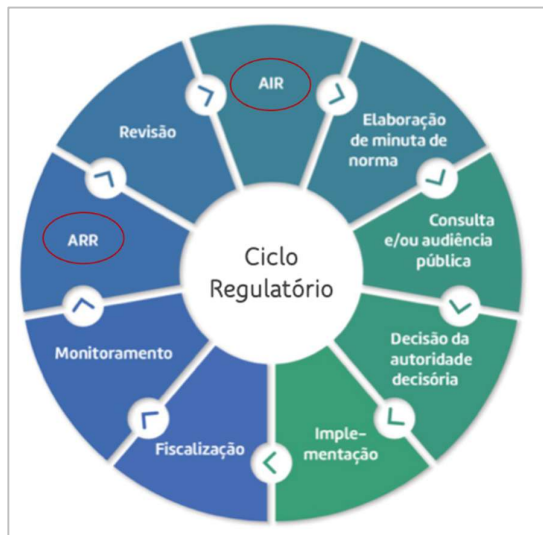 AIR
Elaboração
de minuta de
norma
Consulta
e/ou audiência
pública
Decisão da
autoridade
decisória
Imple-
mentação
Fiscalização
Monitoramento
ARR
Revisão
Ciclo
Regulatório